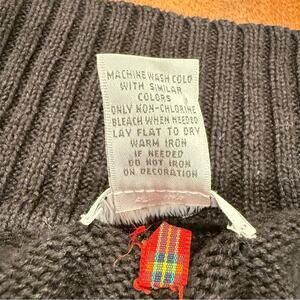 MACHINE WASH COLD
WITH SIMILAR
COLORS
ONLY NON-CHLORINE
BLEACH WHEN NEEDED
LAY FLAT TO DRY
WARM IRON
IF NEEDED
DO NOT IRON
ON DECORATION